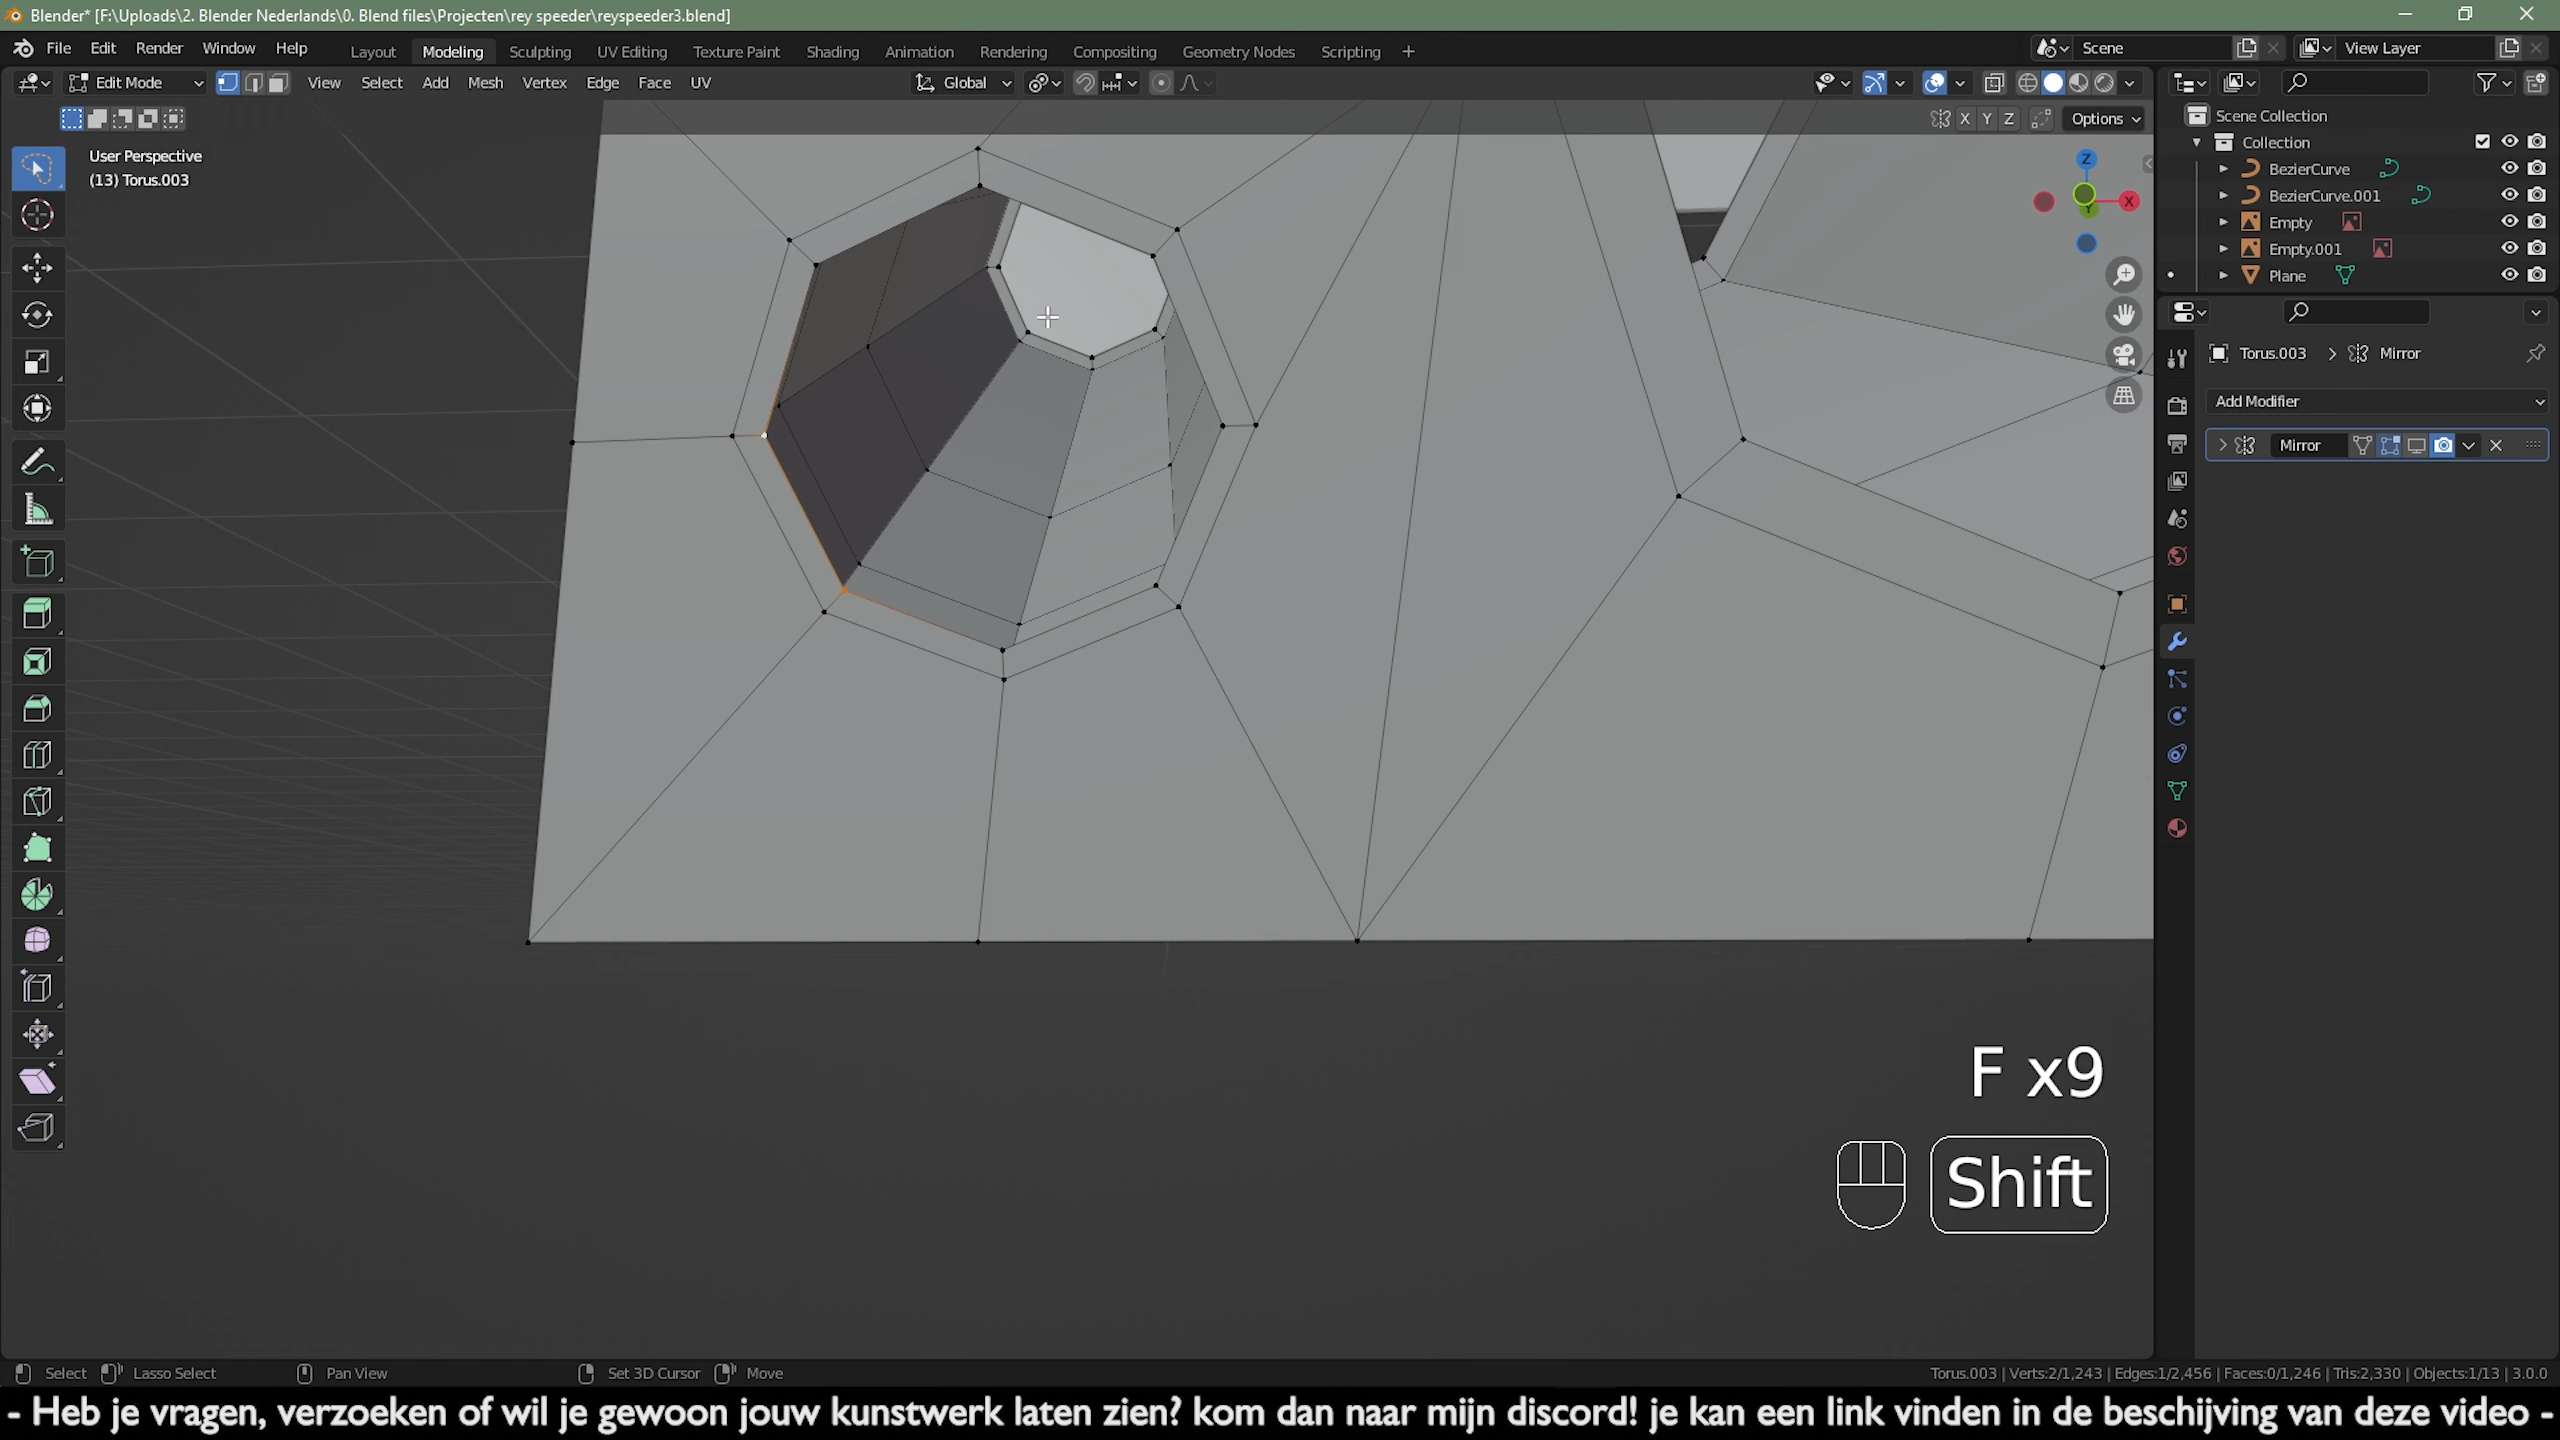 Blender* [F:\Uploads\2. Blender Nederlands\0. Blend files\Projecten\rey speeder\reyspeeder3.blend]
File Edit Render Window Help Layout Modeling Sculpting UV Editing Texture Paint Shading Animation Rendering Compositing Geometry Nodes Scripting + Scene View Layer
Edit Mode View Select Add Mesh Vertex Edge Face UV Global
X Y Z Options
User Perspective
(13) Torus.003
Z
X
Y
Scene Collection
Collection
BezierCurve
BezierCurve.001
Empty
Empty.001
Plane
Torus.003 > Mirror
Add Modifier
Mirror
F x9
Shift
Select Lasso Select Pan View Set 3D Cursor Move Torus.003 | Verts:2/1,243 | Edges:1/2,456 | Faces:0/1,246 | Tris:2,330 | Objects:1/13 | 3.0.0
- Heb je vragen, verzoeken of wil je gewoon jouw kunstwerk laten zien? kom dan naar mijn discord! je kan een link vinden in de beschijving van deze video -